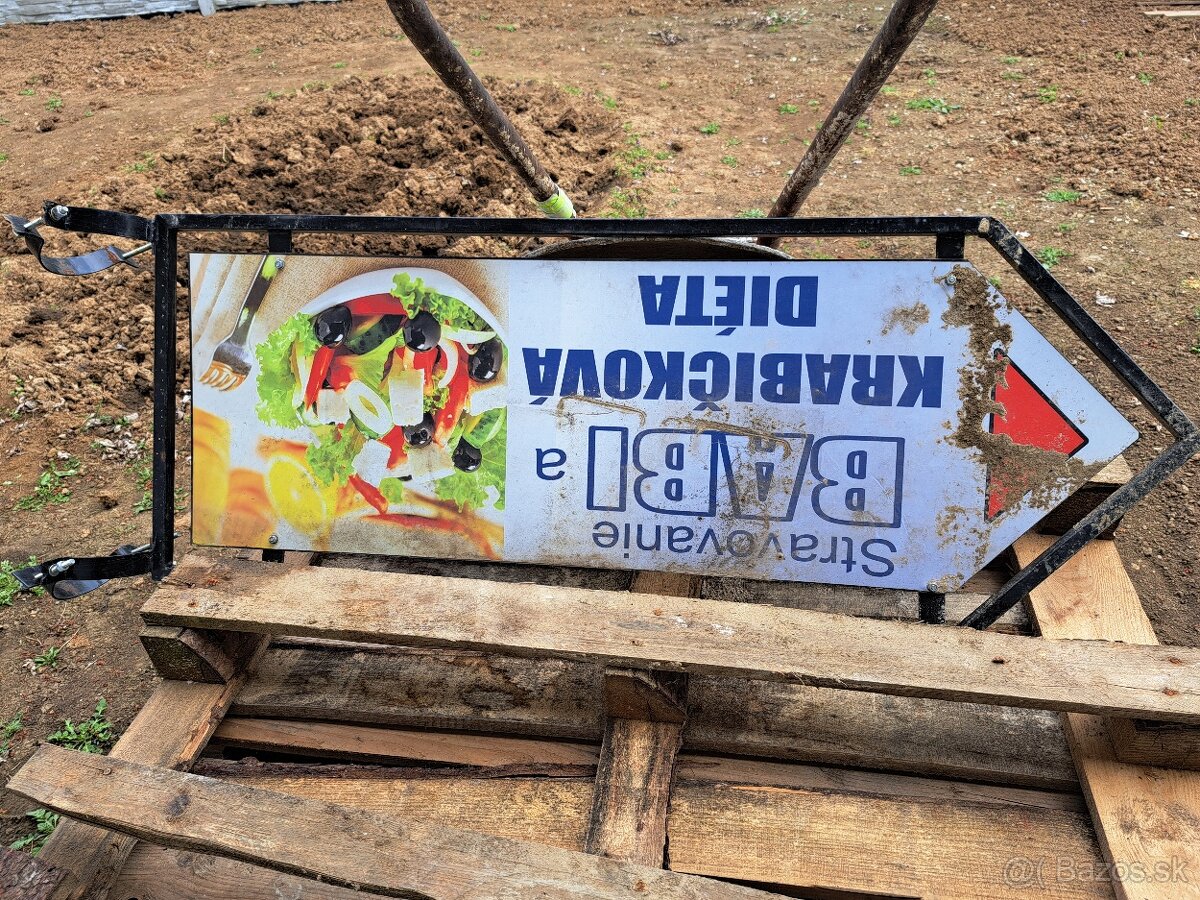 Stravovanie
BABI a
KRABIČKOVÁ
DIÉTA
@( Bazos.sk